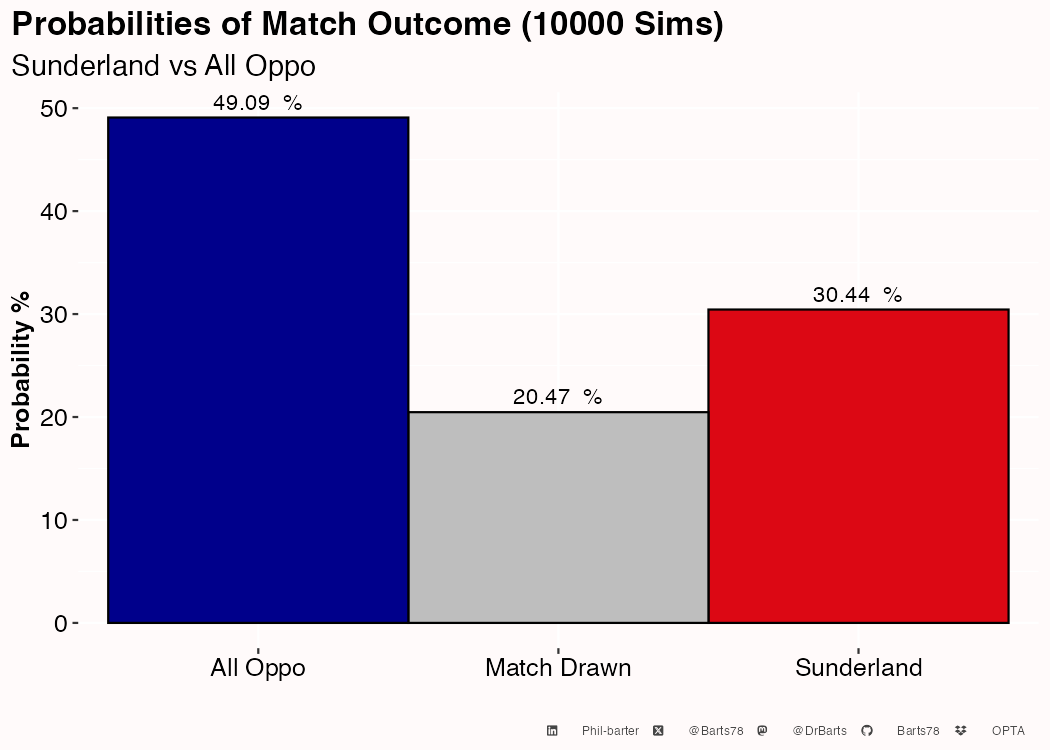 Probabilities of Match Outcome (10000 Sims)
Sunderland vs All Oppo
49.09 %
50
40
30.44 %
30
20.47 %
20
10
0
Probability %
All Oppo Match Drawn Sunderland
Phil-barter @Barts78 @DrBarts Barts78 OPTA